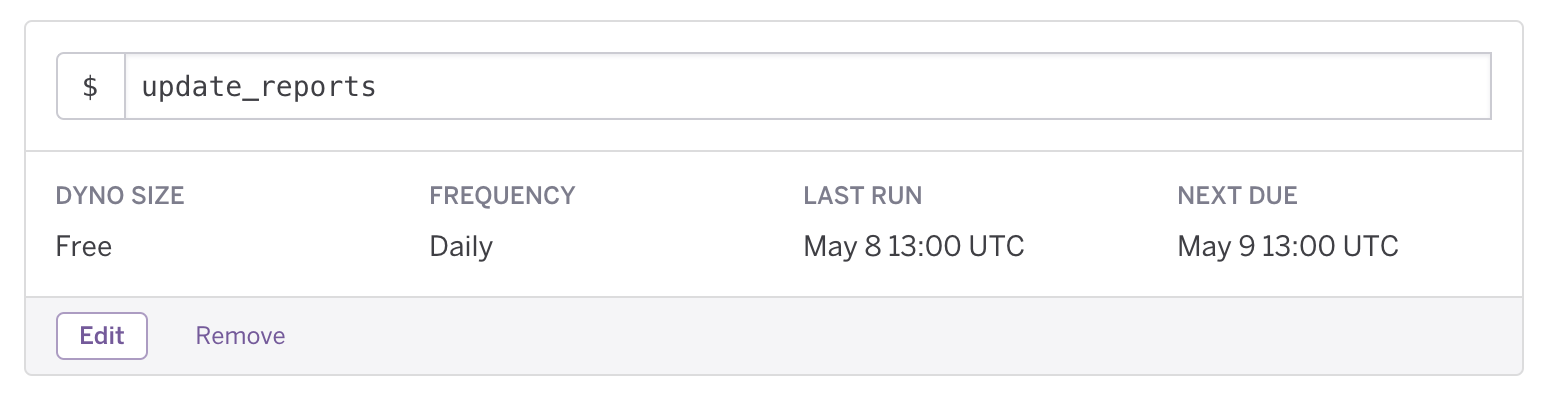 $ update_reports
DYNO SIZE FREQUENCY LAST RUN NEXT DUE
Free Daily May 8 13:00 UTC May 9 13:00 UTC
Edit Remove